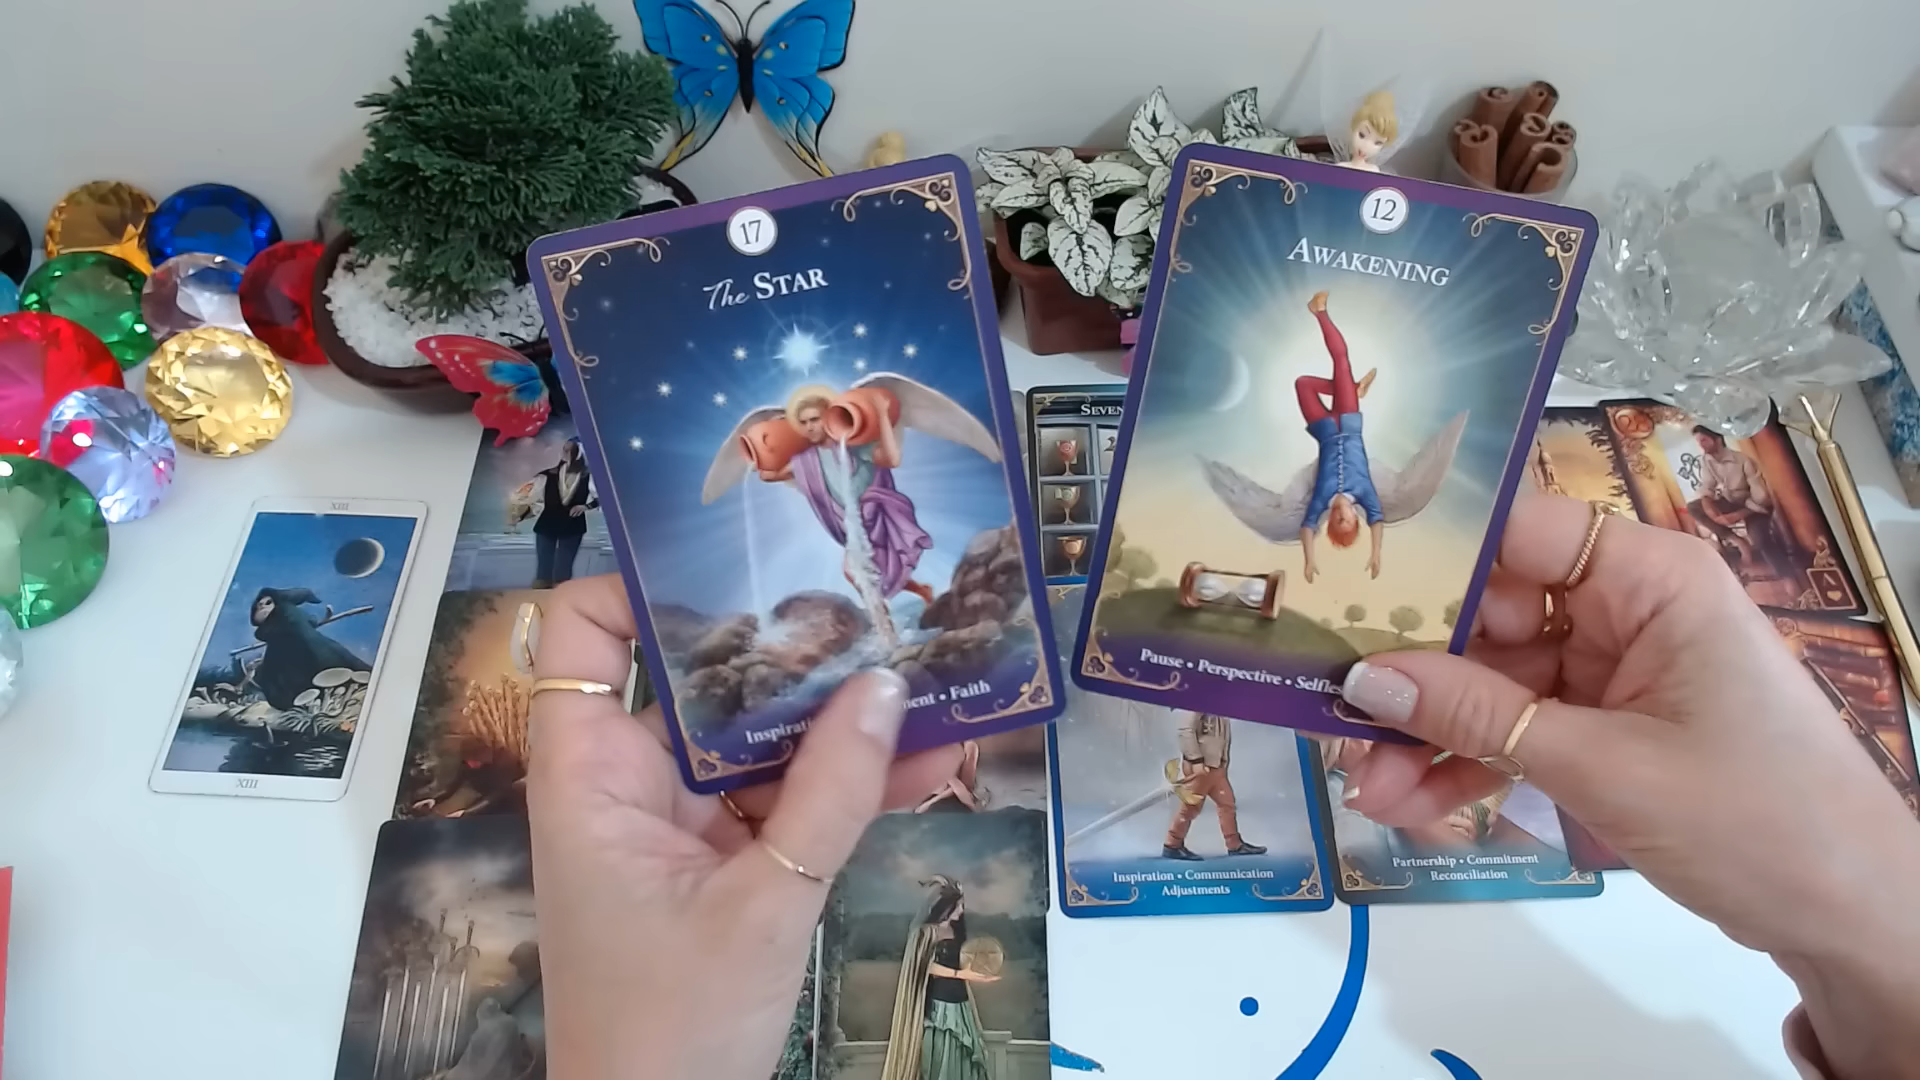 17
The STAR
Faith
12
AWAKENING
Pause • Perspective •
XIII
XIII
Inspiration • Communication
Adjustments
Partnership • Commitment
Reconciliation
A